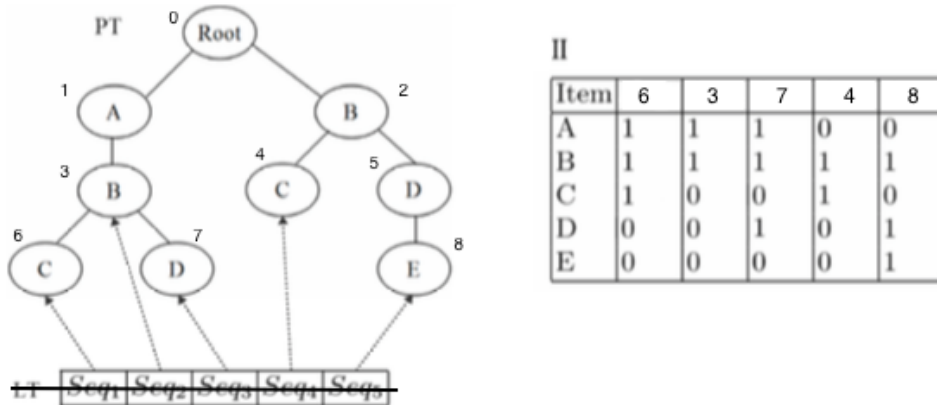 PT
0
Root
1
A
B
2
3
B
4
C
5
D
6
C
7
D
8
E
LT Seq1 Seq2 Seq3 Seq4 Seq5
II
Item 6 3 7 4 8
A 1 1 1 0 0
B 1 1 1 1 1
C 1 0 0 1 0
D 0 0 1 0 1
E 0 0 0 0 1